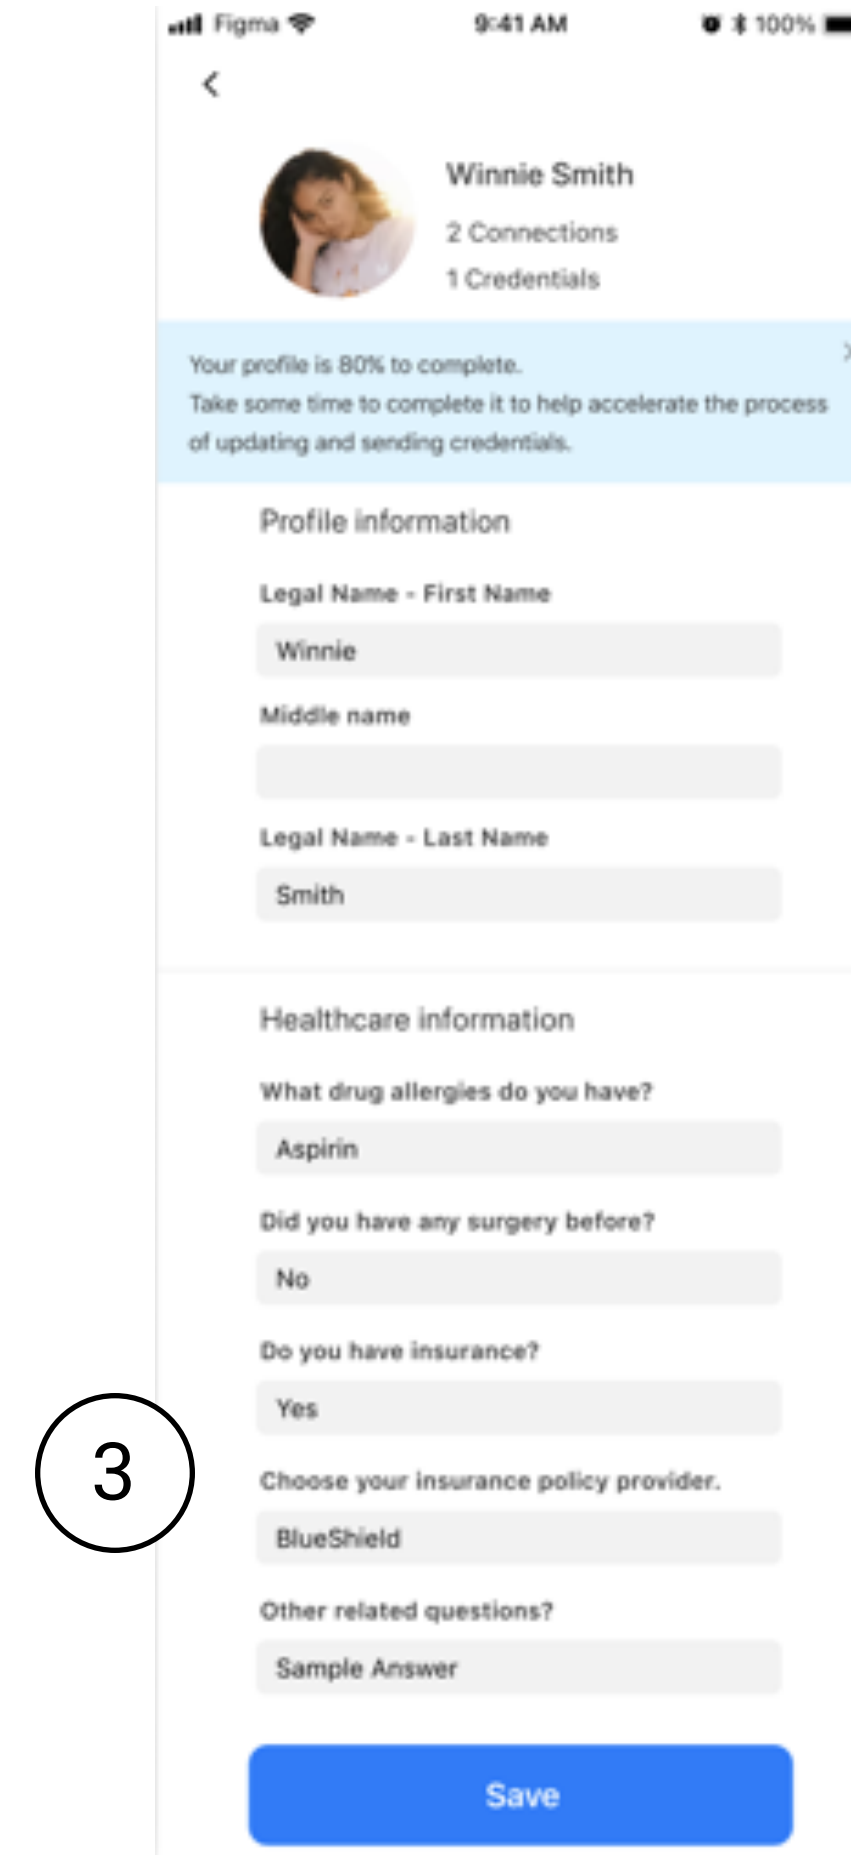 Figma 9:41 AM 100%
Winnie Smith
2 Connections
1 Credentials
Your profile is 80% to complete.
Take some time to complete it to help accelerate the process
of updating and sending credentials.
Profile information
Legal Name - First Name
Winnie
Middle name
Legal Name - Last Name
Smith
Healthcare information
What drug allergies do you have?
Aspirin
Did you have any surgery before?
No
Do you have insurance?
Yes
3
Choose your insurance policy provider.
BlueShield
Other related questions?
Sample Answer
Save